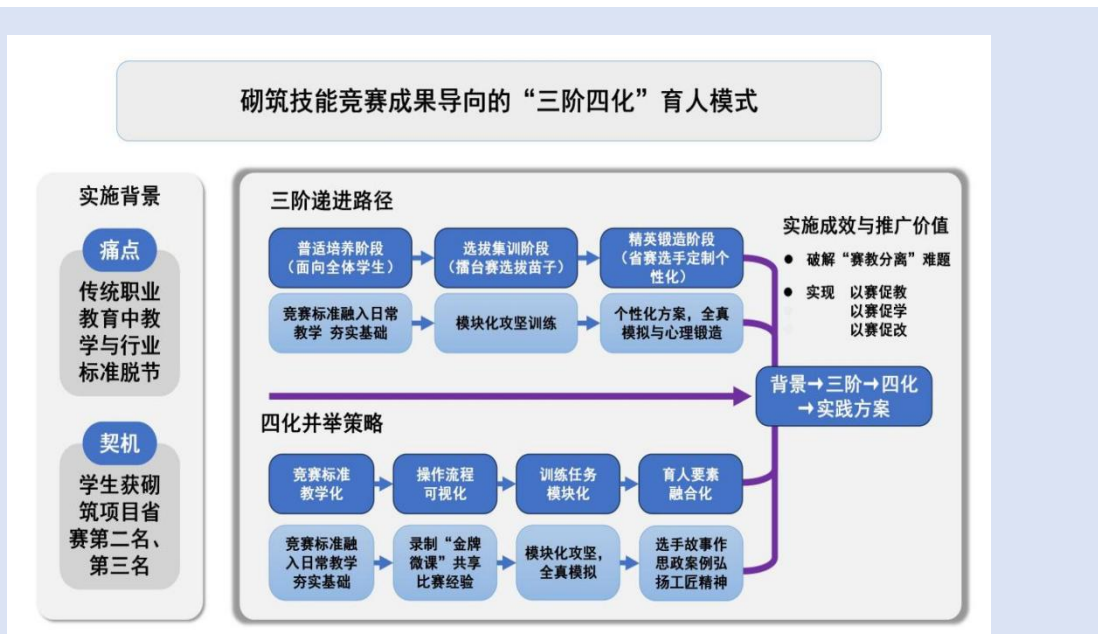 砌筑技能竞赛成果导向的“三阶四化”育人模式
实施背景
痛点
传统职业
教育中教
学与行业
标准脱节
契机
学生获砌
筑项目省
赛第二名、
第三名
三阶递进路径
普适培养阶段
（面向全体学生）
选拔集训阶段
（擂台赛选拔苗子）
精英锻造阶段
（省赛选手定制个
性化）
竞赛标准融入日常
教学 夯实基础
模块化攻坚训练
个性化方案，全真
模拟与心理锻造
四化并举策略
竞赛标准
教学化
操作流程
可视化
训练任务
模块化
育人要素
融合化
竞赛标准融
入日常教学
夯实基础
录制“金牌
微课”共享
比赛经验
模块化攻坚，
全真模拟
选手故事作
思政案例弘
扬工匠精神
实施成效与推广价值
● 破解“赛教分离”难题
● 实现 以赛促教
以赛促学
以赛促改
背景→三阶→四化
→实践方案